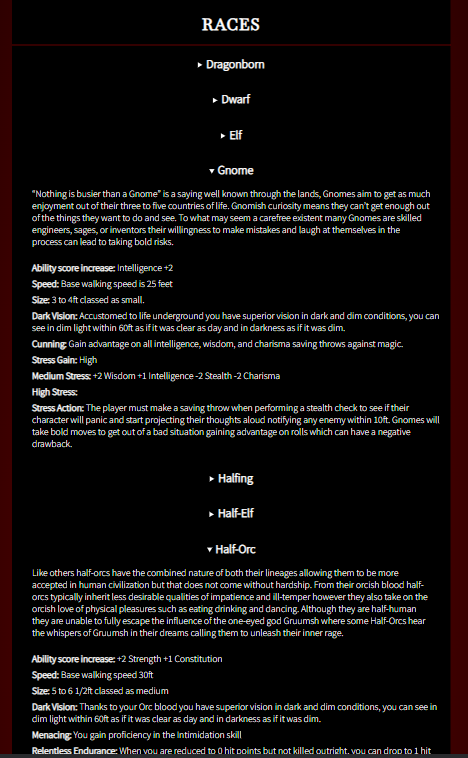 RACES
▸ Dragonborn
▸ Dwarf
▸ Elf
▾ Gnome
“Nothing is busier than a Gnome” is a saying well known through the lands, Gnomes aim to get as much
enjoyment out of their three to five countries of life. Gnomish curiosity means they can't get enough out
of the things they want to do and see. To what may seem a carefree existent many Gnomes are skilled
engineers, sages, or inventors their willingness to make mistakes and laugh at themselves in the
process can lead to taking bold risks.
Ability score increase: Intelligence +2
Speed: Base walking speed is 25 feet
Size: 3 to 4ft classed as small.
Dark Vision: Accustomed to life underground you have superior vision in dark and dim conditions, you can
see in dim light within 60ft as if it was clear as day and in darkness as if it was dim.
Cunning: Gain advantage on all intelligence, wisdom, and charisma saving throws against magic.
Stress Gain: High
Medium Stress: +2 Wisdom +1 Intelligence -2 Stealth -2 Charisma
High Stress:
Stress Action: The player must make a saving throw when performing a stealth check to see if their
character will panic and start projecting their thoughts aloud notifying any enemy within 10ft. Gnomes will
take bold moves to get out of a bad situation gaining advantage on rolls which can have a negative
drawback.
▸ Halfing
▸ Half-Elf
▾ Half-Orc
Like others half-orcs have the combined nature of both their lineages allowing them to be more
accepted in human civilization but that does not come without hardship. From their orcish blood half-
orcs typically inherit less desirable qualities of impatience and ill-temper however they also take on the
orcish love of physical pleasures such as eating drinking and dancing. Although they are half-human
they are unable to fully escape the influence of the one-eyed god Gruumsh where some Half-Orcs hear
the whispers of Gruumsh in their dreams calling them to unleash their inner rage.
Ability score increase: +2 Strength +1 Constitution
Speed: Base walking speed 30ft
Size: 5 to 6 1/2ft classed as medium
Dark Vision: Thanks to your Orc blood you have superior vision in dark and dim conditions, you can see in
dim light within 60ft as if it was clear as day and in darkness as if it was dim.
Menacing: You gain proficiency in the Intimidation skill
Relentless Endurance: When you are reduced to 0 hit points but not killed outright, you can drop to 1 hit